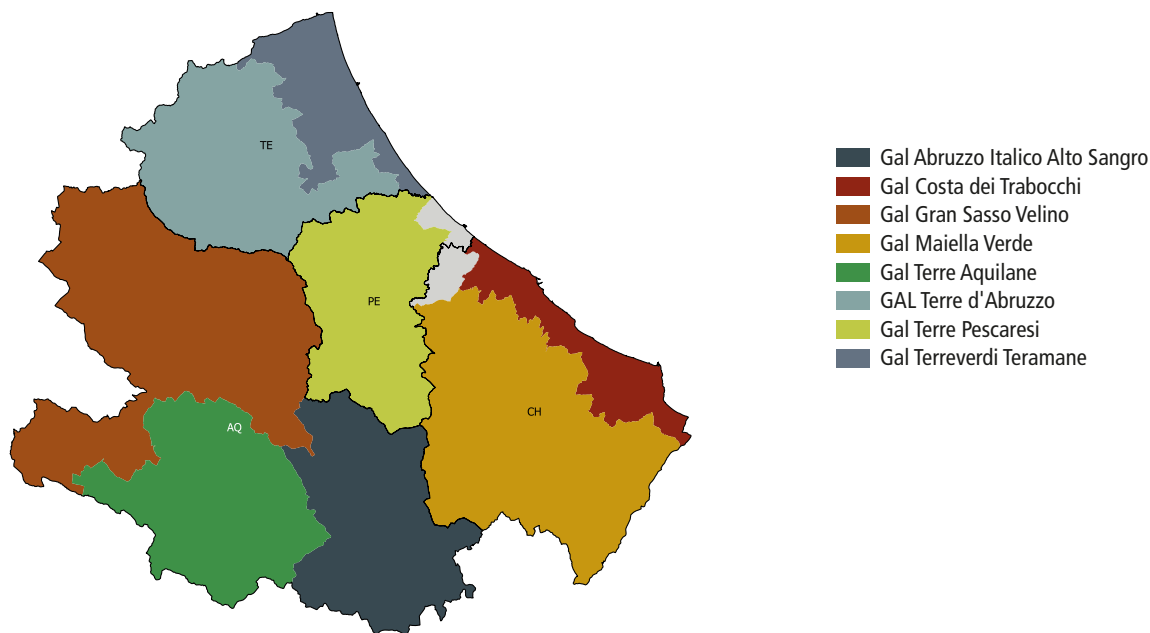 TE
PE
CH
AQ
Gal Abruzzo Italico Alto Sangro
Gal Costa dei Trabocchi
Gal Gran Sasso Velino
Gal Maiella Verde
Gal Terre Aquilane
GAL Terre d'Abruzzo
Gal Terre Pescaresi
Gal Terreverdi Teramane